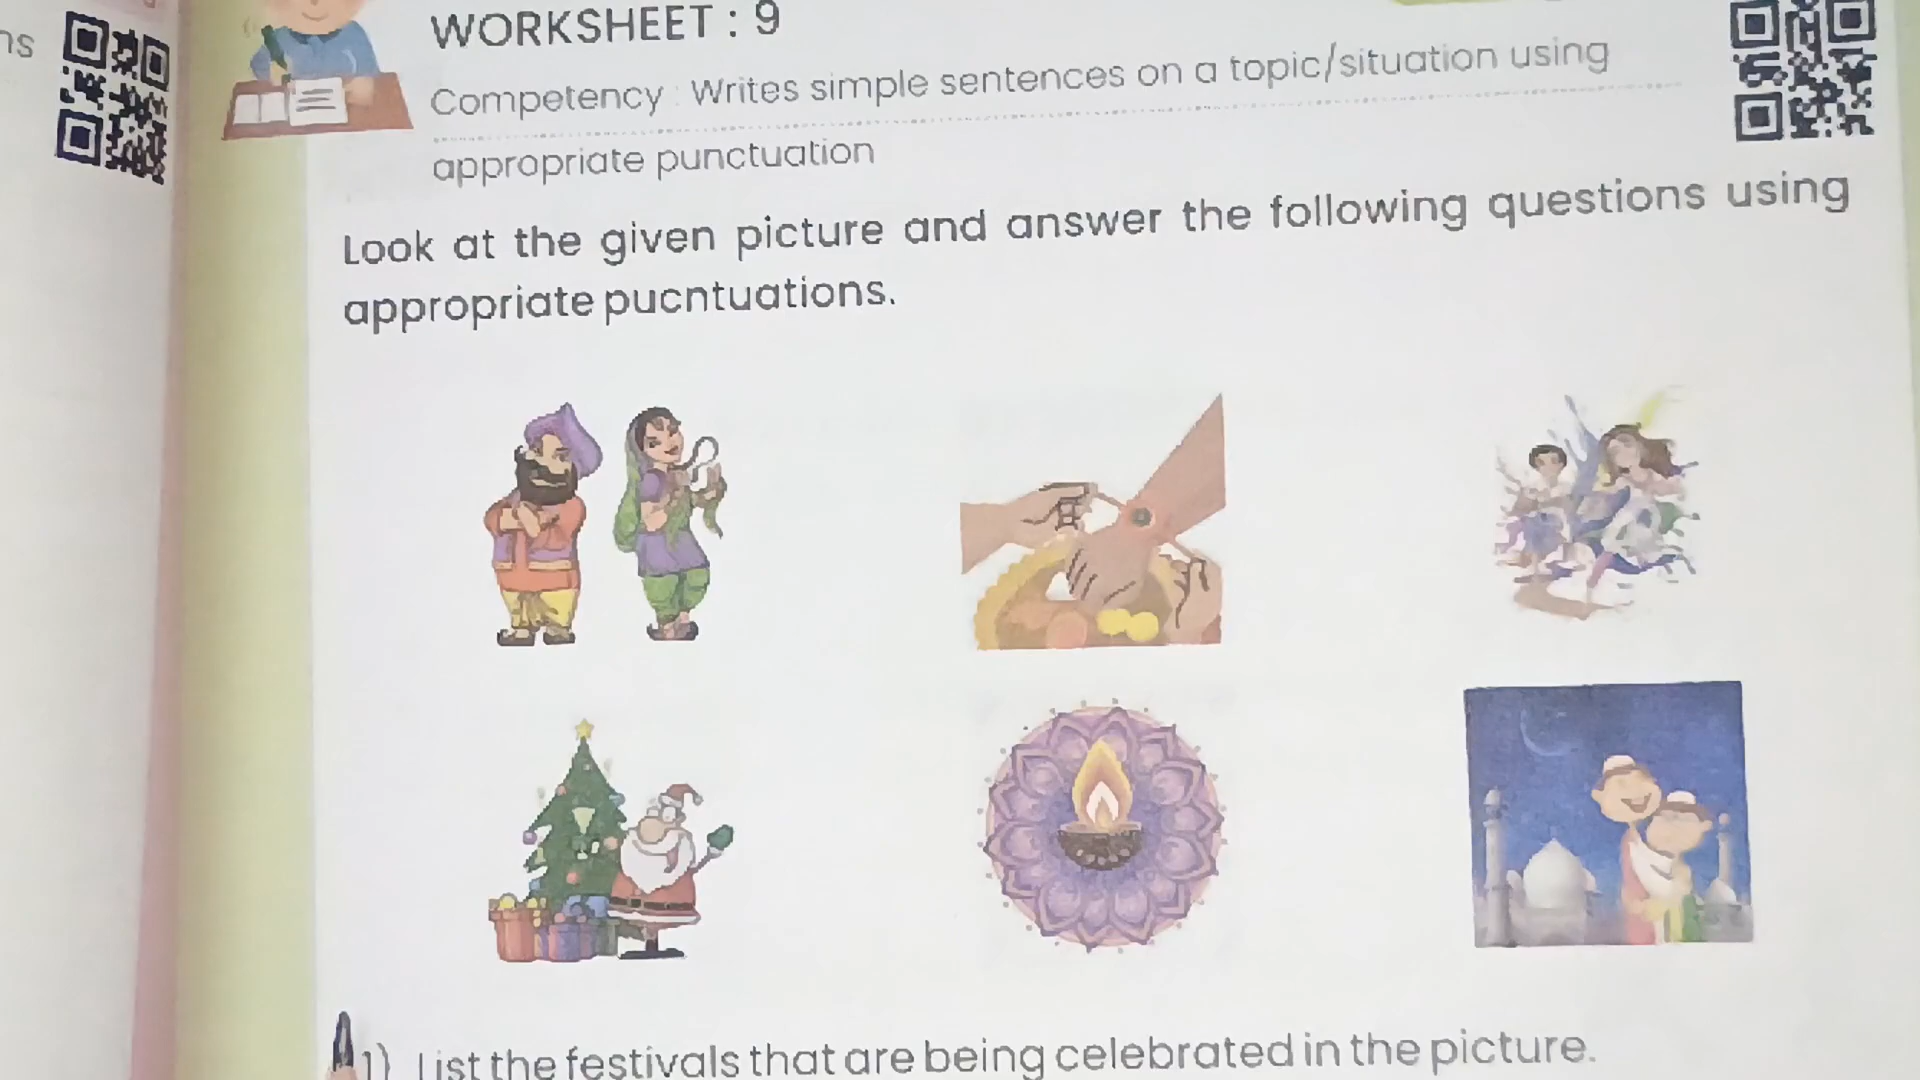 ns
WORKSHEET : 9
Competency : Writes simple sentences on a topic/situation using
appropriate punctuation
Look at the given picture and answer the following questions using
appropriate pucntuations.
1) List the festivals that are being celebrated in the picture.